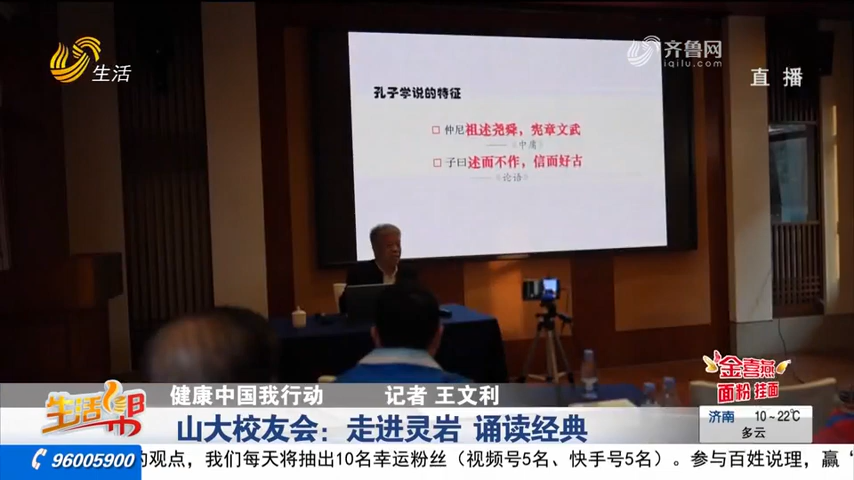 生活
齐鲁网
iqilu.com
直播
孔子学说的特征
仲尼祖述尧舜，宪章文武
——《中庸》
子曰述而不作，信而好古
——《论语》
金喜燕
面粉 挂面
健康中国我行动 记者 王文利
生活帮
山大校友会：走进灵岩 诵读经典
济南 10～22℃
多云
96005900
的观点，我们每天将抽出10名幸运粉丝（视频号5名、快手号5名）。参与百姓说理，赢“